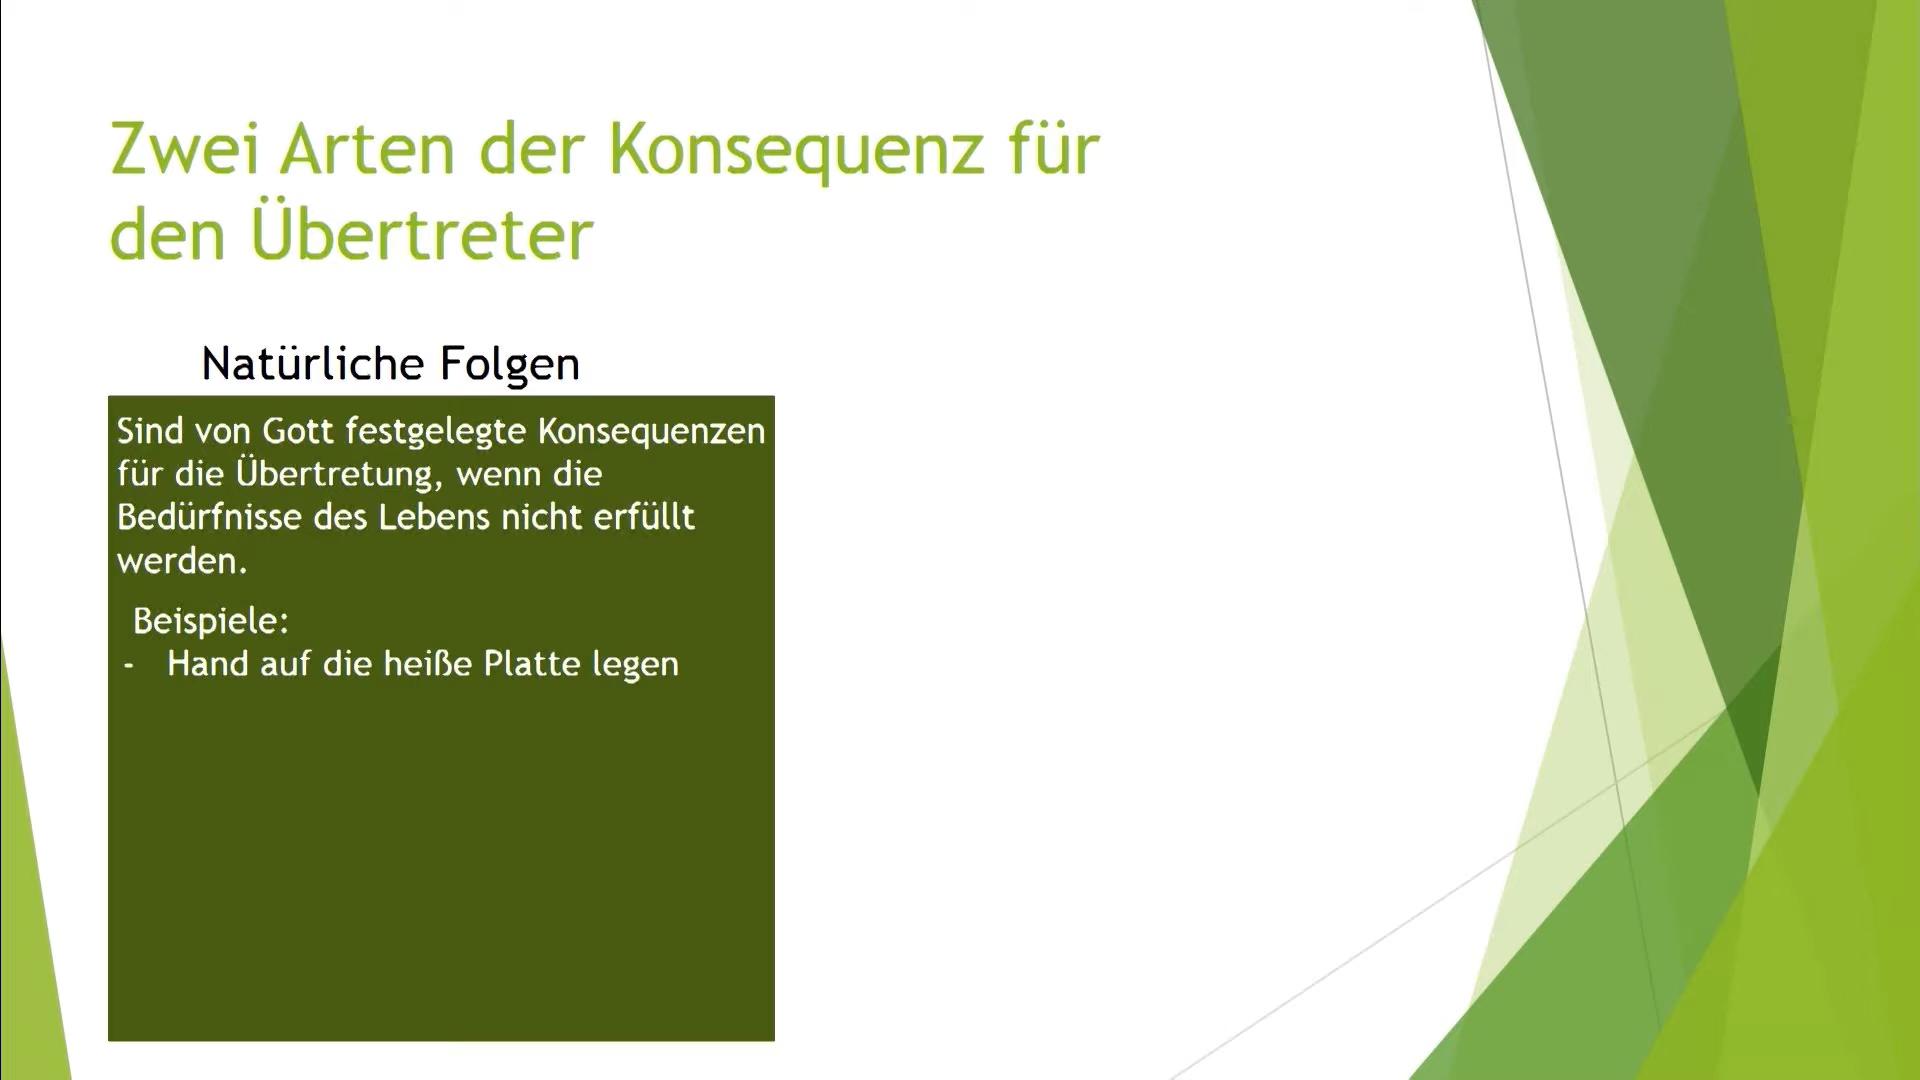 Zwei Arten der Konsequenz für
den Übertreter
Natürliche Folgen
Sind von Gott festgelegte Konsequenzen
für die Übertretung, wenn die
Bedürfnisse des Lebens nicht erfüllt
werden.
Beispiele:
- Hand auf die heiße Platte legen